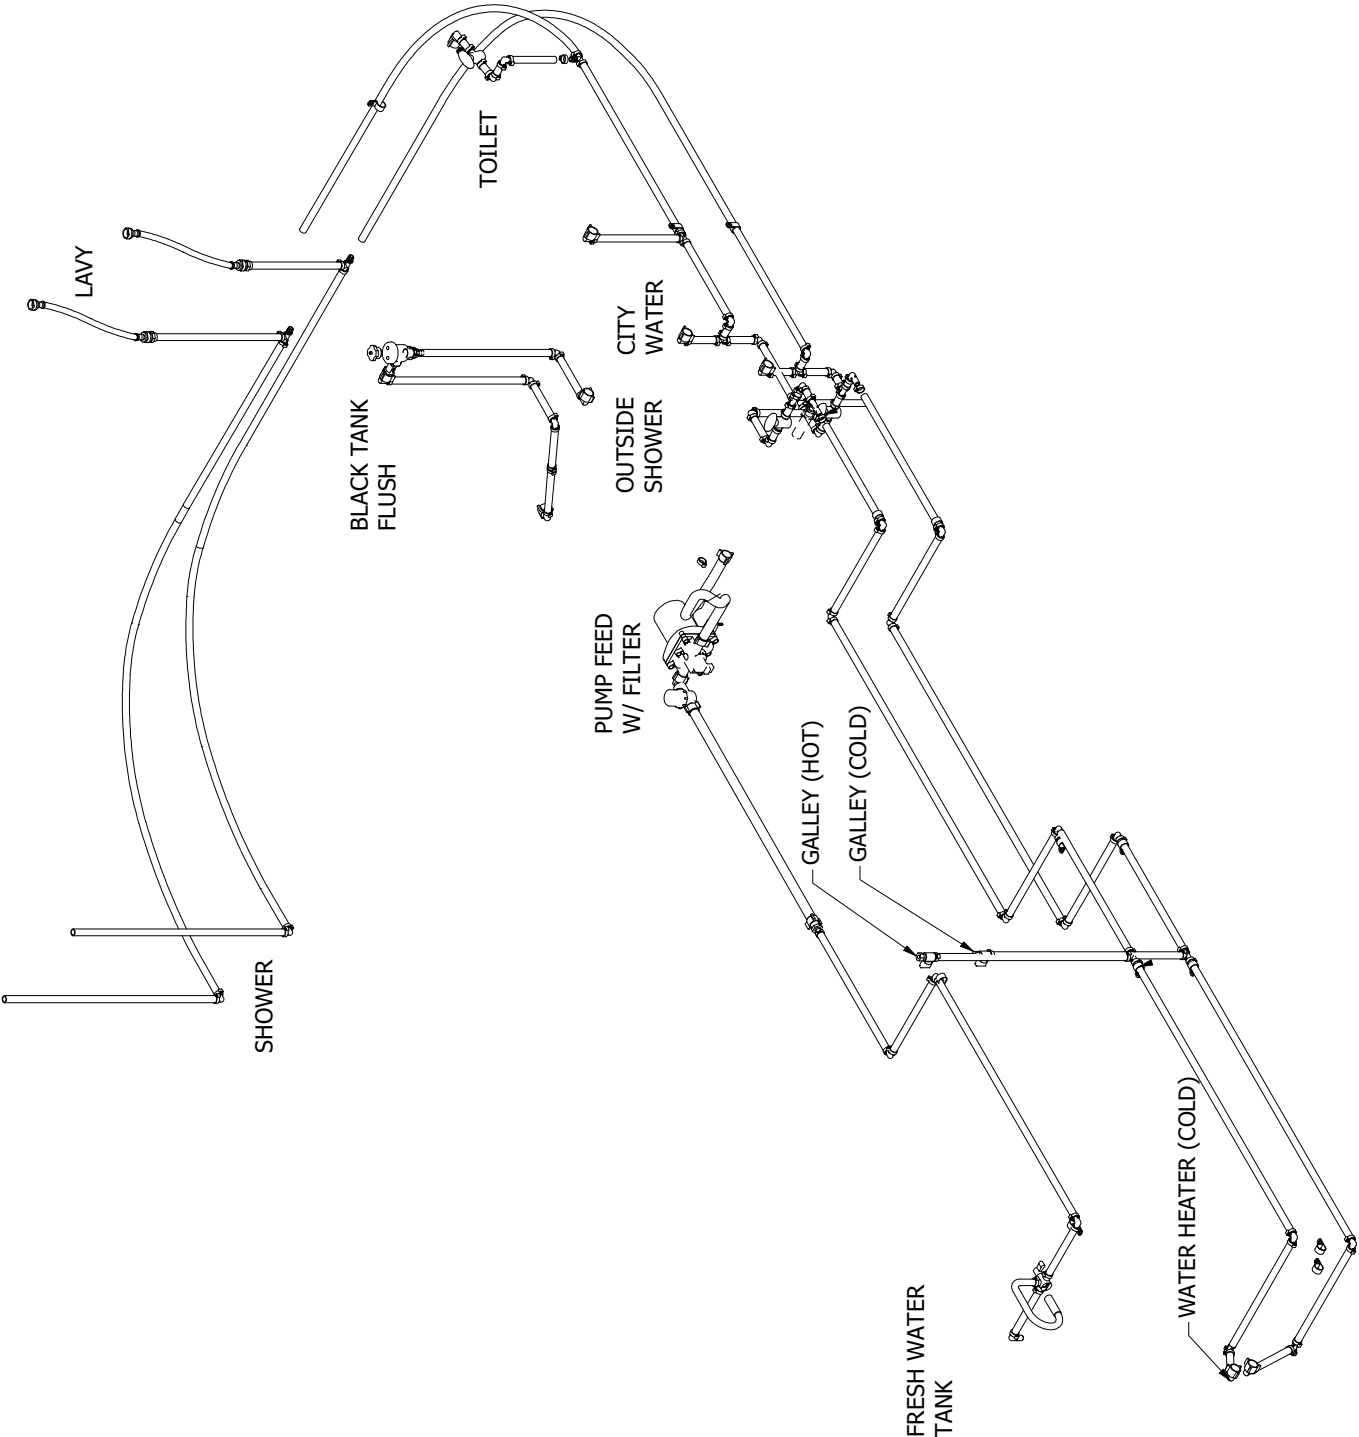 LAVY
TOILET
CITY
WATER
BLACK TANK
FLUSH
OUTSIDE
SHOWER
PUMP FEED
W/ FILTER
GALLEY (HOT)
GALLEY (COLD)
SHOWER
WATER HEATER (COLD)
FRESH WATER
TANK